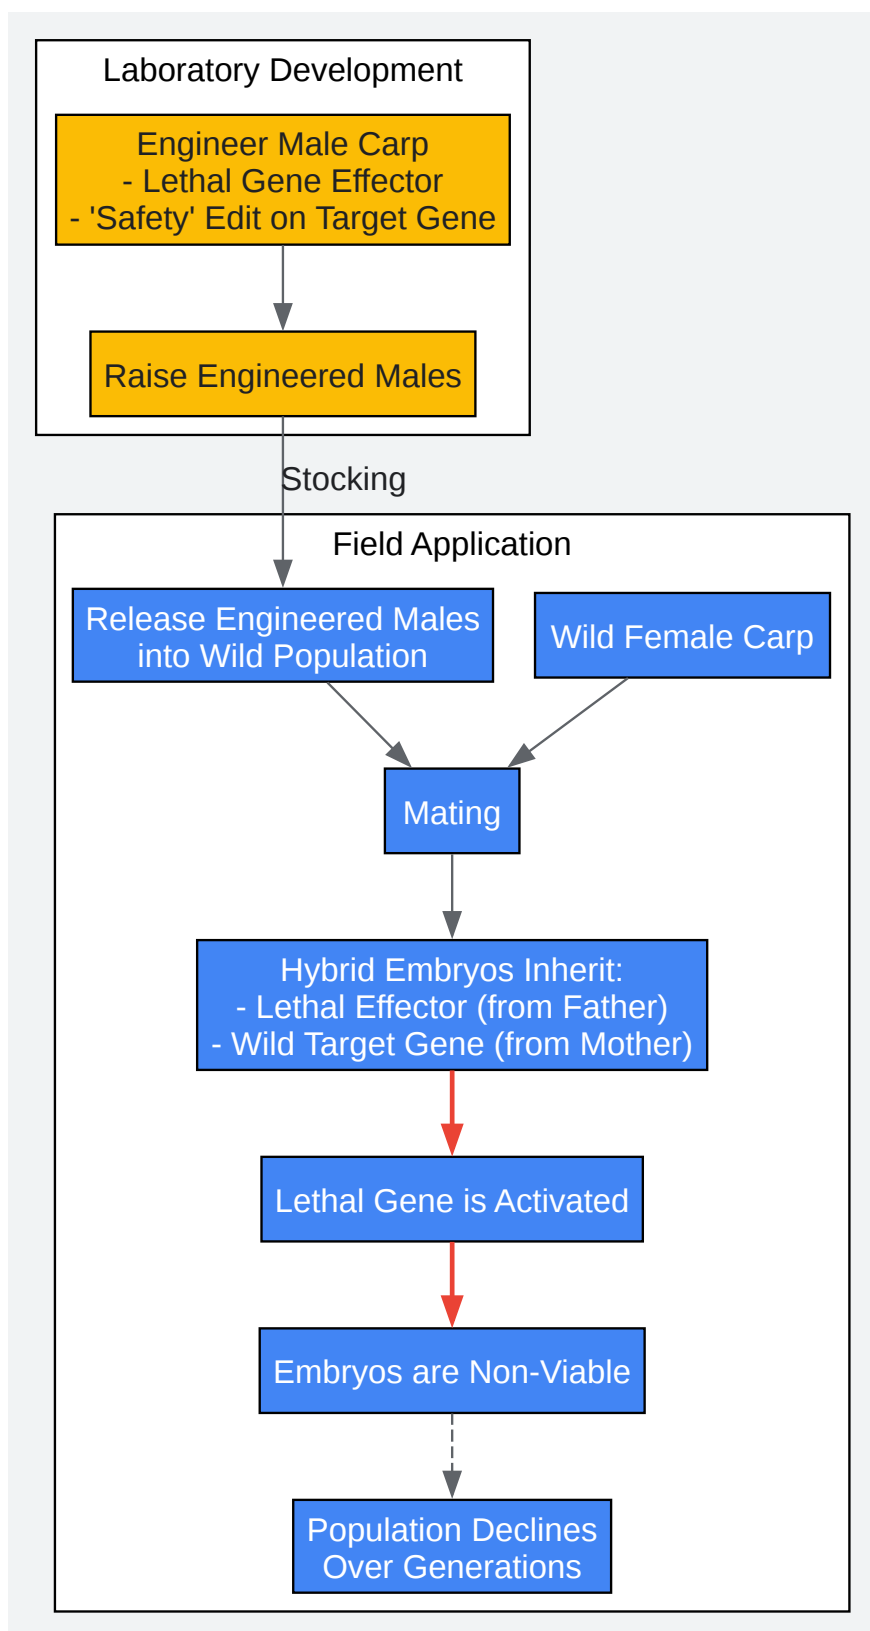 Laboratory Development
Engineer Male Carp
- Lethal Gene Effector
- 'Safety' Edit on Target Gene
Raise Engineered Males
Stocking
Field Application
Release Engineered Males
into Wild Population
Wild Female Carp
Mating
Hybrid Embryos Inherit:
- Lethal Effector (from Father)
- Wild Target Gene (from Mother)
Lethal Gene is Activated
Embryos are Non-Viable
Population Declines
Over Generations